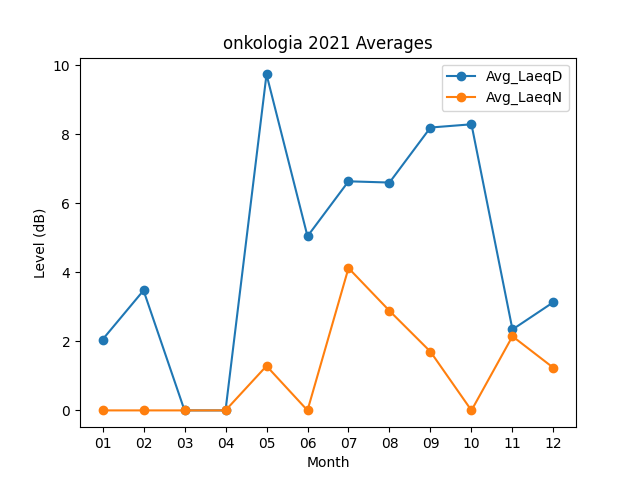 onkologia 2021 Averages
Avg_LaeqD
Avg_LaeqN
Level (dB)
10
8
6
4
2
0
01 02 03 04 05 06 07 08 09 10 11 12
Month